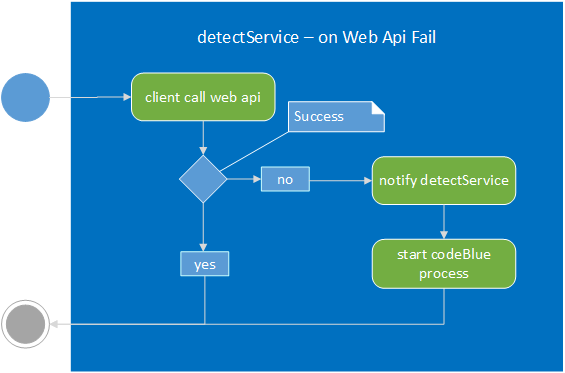 detectService – on Web Api Fail
client call web api
Success
no
notify detectService
yes
start codeBlue
process